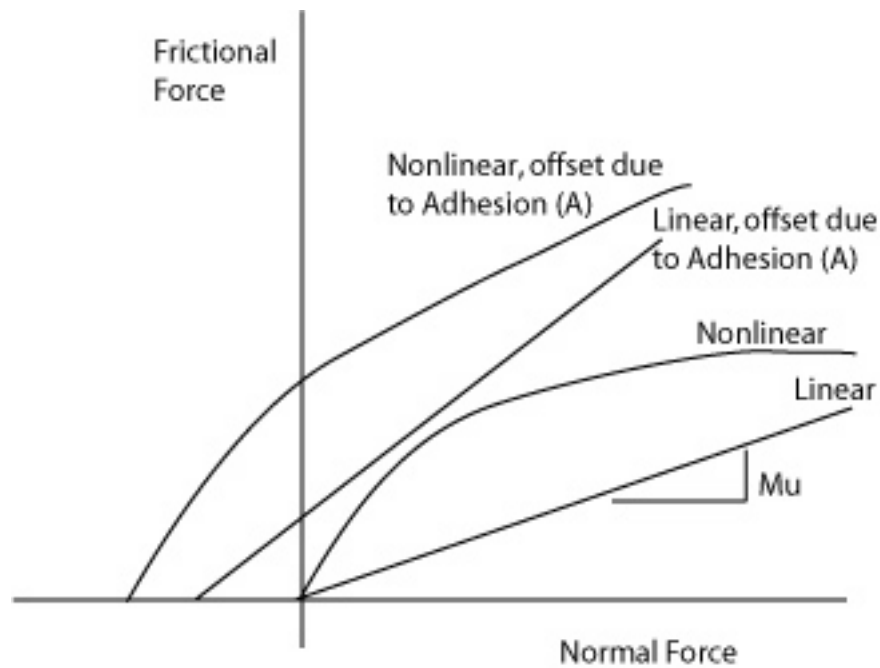 Frictional
Force
Nonlinear, offset due
to Adhesion (A)
Linear, offset due
to Adhesion (A)
Nonlinear
Linear
Mu
Normal Force